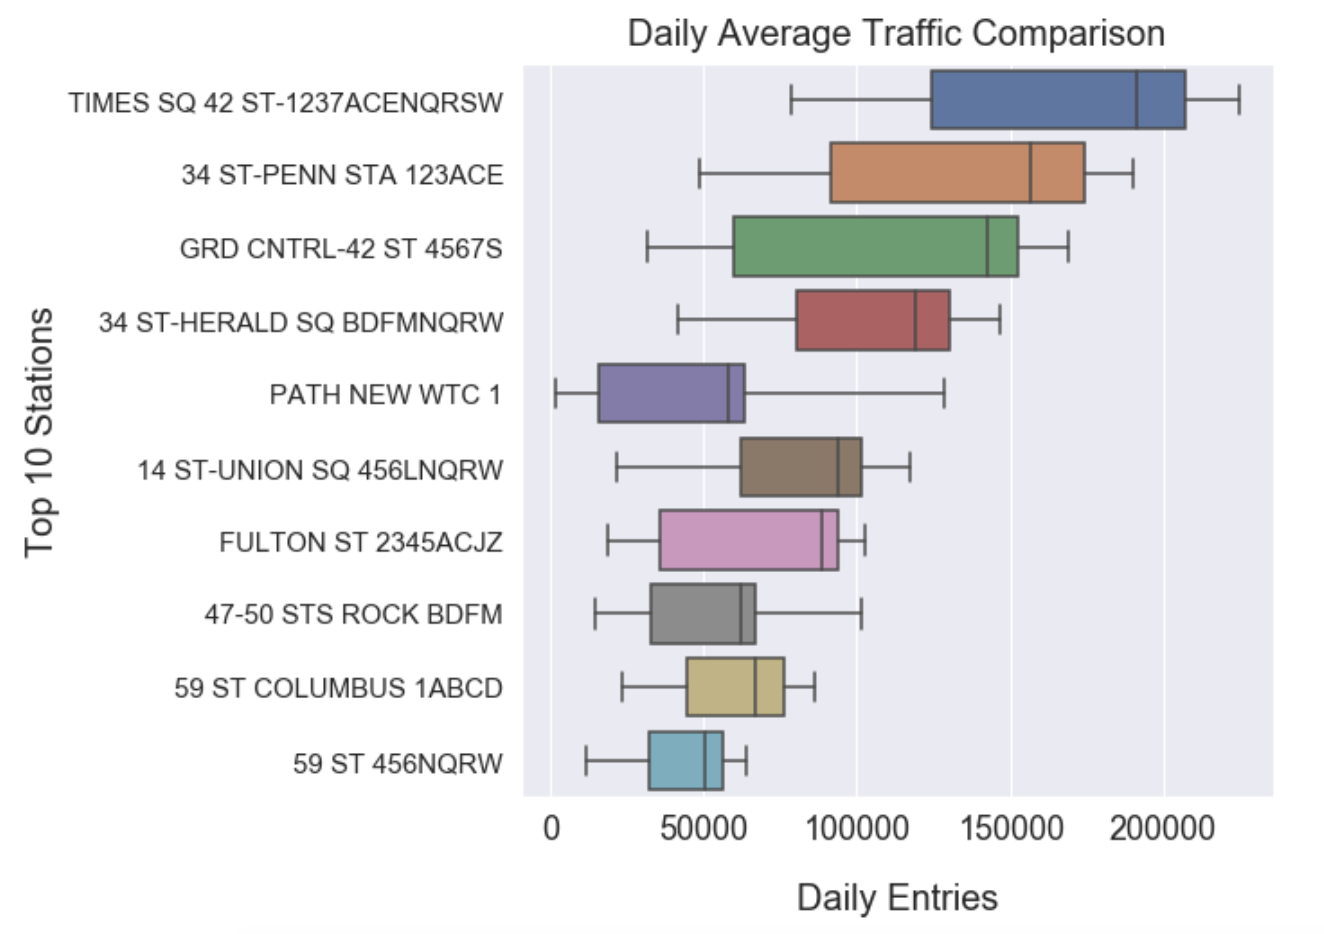 Daily Average Traffic Comparison
Top 10 Stations
TIMES SQ 42 ST-1237ACENQRSW
34 ST-PENN STA 123ACE
GRD CNTRL-42 ST 4567S
34 ST-HERALD SQ BDFMNQRW
PATH NEW WTC 1
14 ST-UNION SQ 456LNQRW
FULTON ST 2345ACJZ
47-50 STS ROCK BDFM
59 ST COLUMBUS 1ABCD
59 ST 456NQRW
0 50000 100000 150000 200000
Daily Entries